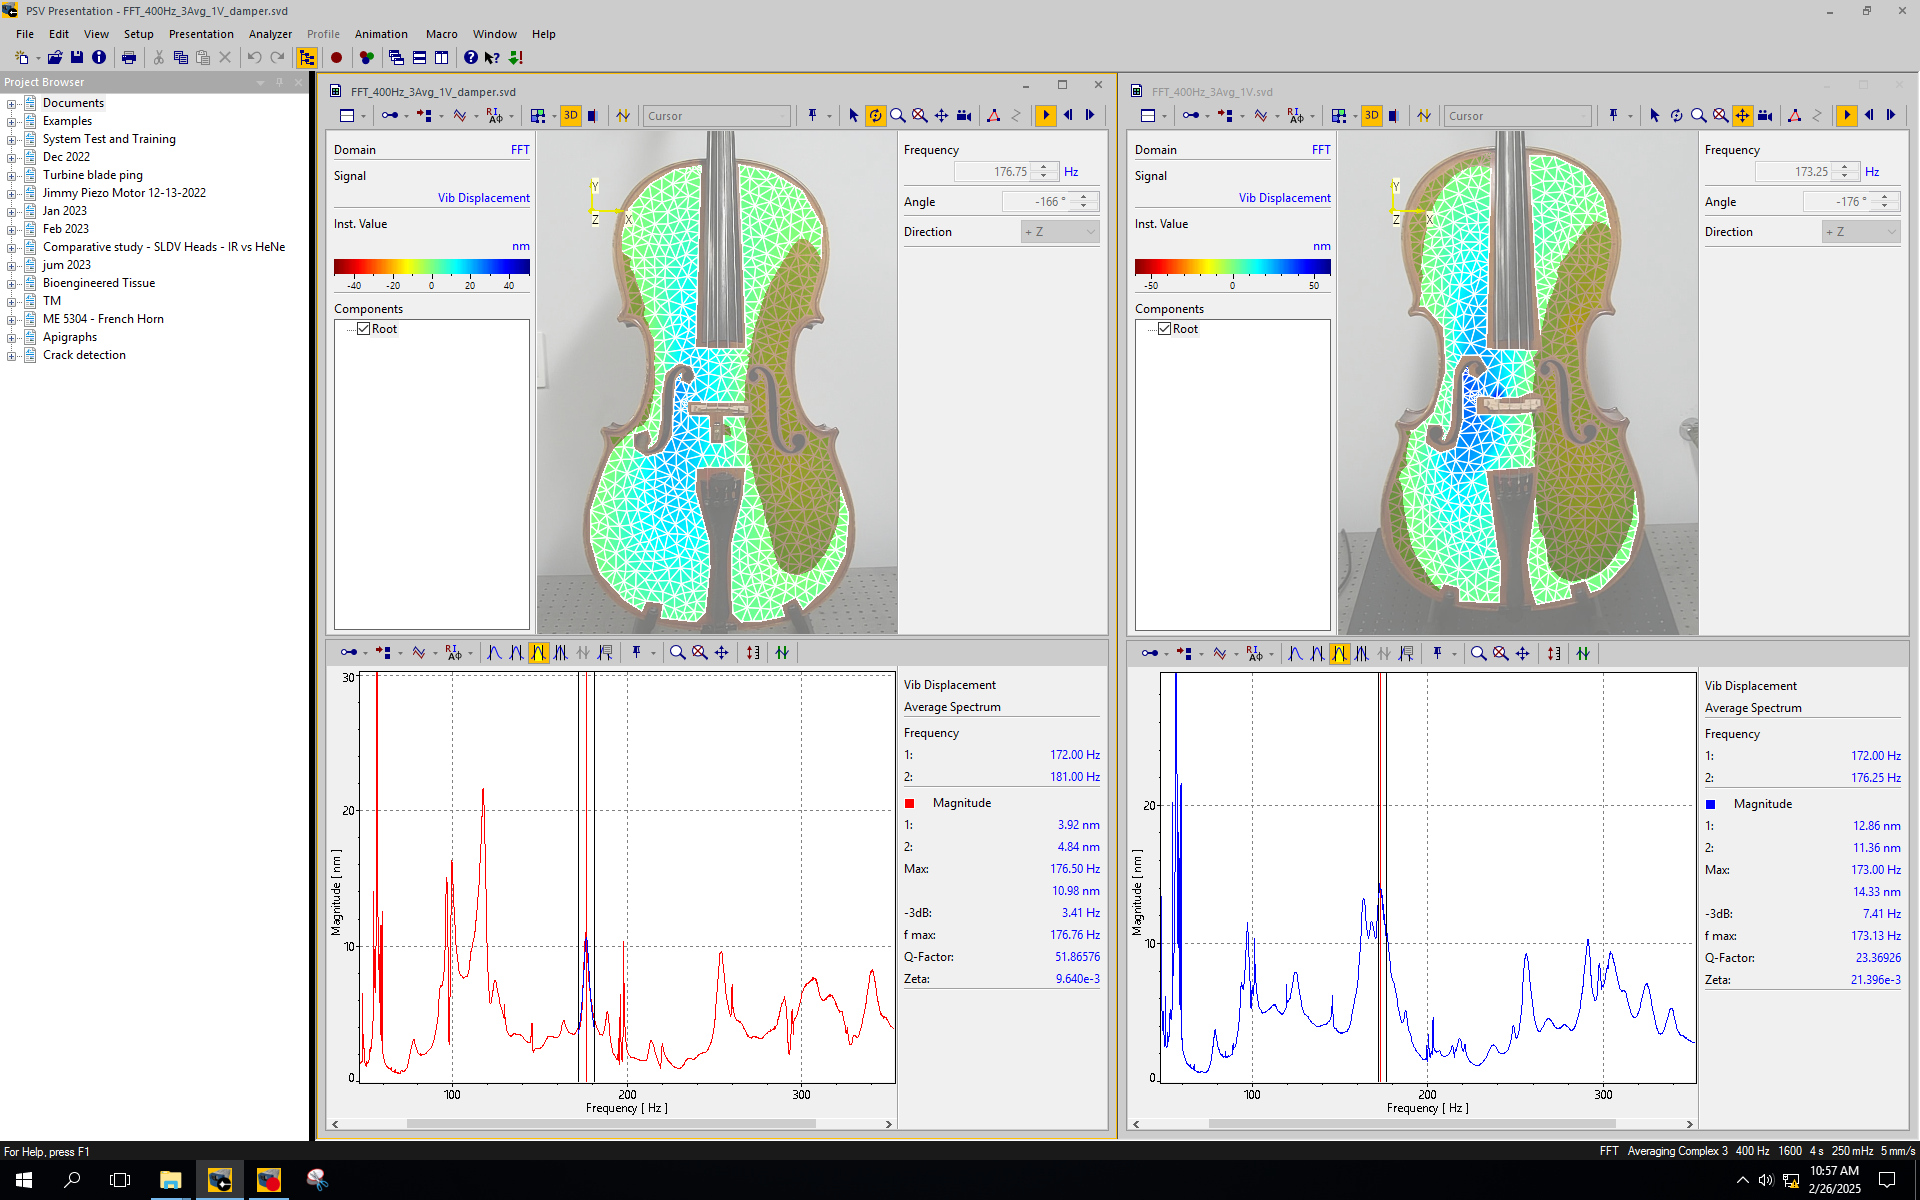 PSV Presentation - FFT_400Hz_3Avg_1V_damper.svd
File Edit View Setup Presentation Analyzer Profile Animation Macro Window Help
Project Browser
Documents
Examples
System Test and Training
Dec 2022
Turbine blade ping
Jimmy Piezo Motor 12-13-2022
Jan 2023
Feb 2023
Comparative study - SLDV Heads - IR vs HeNe
jum 2023
Bioengineered Tissue
TM
ME 5304 - French Horn
Apigraphs
Crack detection
FFT_400Hz_3Avg_1V_damper.svd
3D Cursor
Domain FFT
Signal
Vib Displacement
Inst. Value
nm
-40 -20 0 20 40
Components
Root
Y
Z X
Frequency
176.75 Hz
Angle -166 °
Direction + Z
30
20
10
0
100 200 300
Magnitude [ nm ]
Frequency [ Hz ]
Vib Displacement
Average Spectrum
Frequency
1: 172.00 Hz
2: 181.00 Hz
Magnitude
1: 3.92 nm
2: 4.84 nm
Max: 176.50 Hz
10.98 nm
-3dB: 3.41 Hz
f max: 176.76 Hz
Q-Factor: 51.86576
Zeta: 9.640e-3
FFT_400Hz_3Avg_1V.svd
3D Cursor
Domain FFT
Signal
Vib Displacement
Inst. Value
nm
-50 0 50
Components
Root
Y
Z X
Frequency
173.25 Hz
Angle -176 °
Direction + Z
20
10
0
100 200 300
Magnitude [ nm ]
Frequency [ Hz ]
Vib Displacement
Average Spectrum
Frequency
1: 172.00 Hz
2: 176.25 Hz
Magnitude
1: 12.86 nm
2: 11.36 nm
Max: 173.00 Hz
14.33 nm
-3dB: 7.41 Hz
f max: 173.13 Hz
Q-Factor: 23.36926
Zeta: 21.396e-3
For Help, press F1
FFT Averaging Complex 3 400 Hz 1600 4 s 250 mHz 5 mm/s
10:57 AM
2/26/2025